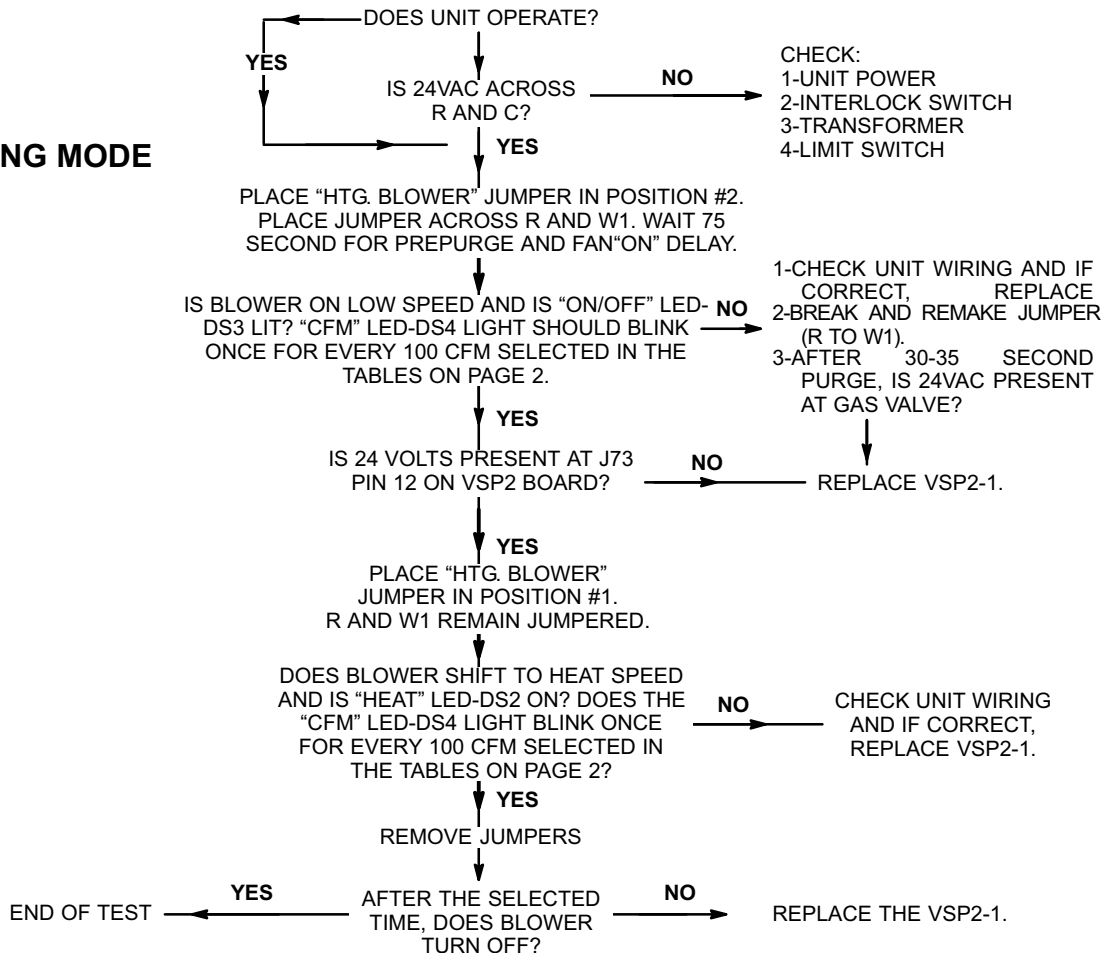 DOES UNIT OPERATE?
YES
IS 24VAC ACROSS
R AND C?
NO
CHECK:
1-UNIT POWER
2-INTERLOCK SWITCH
3-TRANSFORMER
4-LIMIT SWITCH
YES
NG MODE
PLACE “HTG. BLOWER” JUMPER IN POSITION #2.
PLACE JUMPER ACROSS R AND W1. WAIT 75
SECOND FOR PREPURGE AND FAN“ON” DELAY.
IS BLOWER ON LOW SPEED AND IS “ON/OFF” LED-
DS3 LIT? “CFM” LED-DS4 LIGHT SHOULD BLINK
ONCE FOR EVERY 100 CFM SELECTED IN THE
TABLES ON PAGE 2.
NO
1-CHECK UNIT WIRING AND IF
CORRECT, REPLACE
2-BREAK AND REMAKE JUMPER
(R TO W1).
3-AFTER 30-35 SECOND
PURGE, IS 24VAC PRESENT
AT GAS VALVE?
YES
IS 24 VOLTS PRESENT AT J73
PIN 12 ON VSP2 BOARD?
NO
REPLACE VSP2-1.
YES
PLACE “HTG. BLOWER”
JUMPER IN POSITION #1.
R AND W1 REMAIN JUMPERED.
DOES BLOWER SHIFT TO HEAT SPEED
AND IS “HEAT” LED-DS2 ON? DOES THE
“CFM” LED-DS4 LIGHT BLINK ONCE
FOR EVERY 100 CFM SELECTED IN
THE TABLES ON PAGE 2?
NO
CHECK UNIT WIRING
AND IF CORRECT,
REPLACE VSP2-1.
YES
REMOVE JUMPERS
AFTER THE SELECTED
TIME, DOES BLOWER
TURN OFF?
YES
END OF TEST
NO
REPLACE THE VSP2-1.